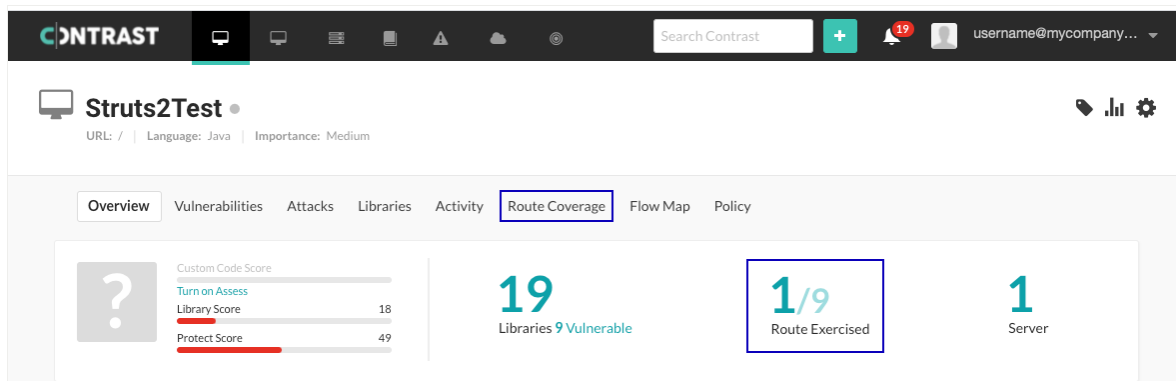 CONTRAST
Search Contrast
+
19
username@mycompany...
Struts2Test
URL: / | Language: Java | Importance: Medium
Overview Vulnerabilities Attacks Libraries Activity Route Coverage Flow Map Policy
?
Custom Code Score
Turn on Assess
Library Score 18
Protect Score 49
19
Libraries 9 Vulnerable
1/9
Route Exercised
1
Server